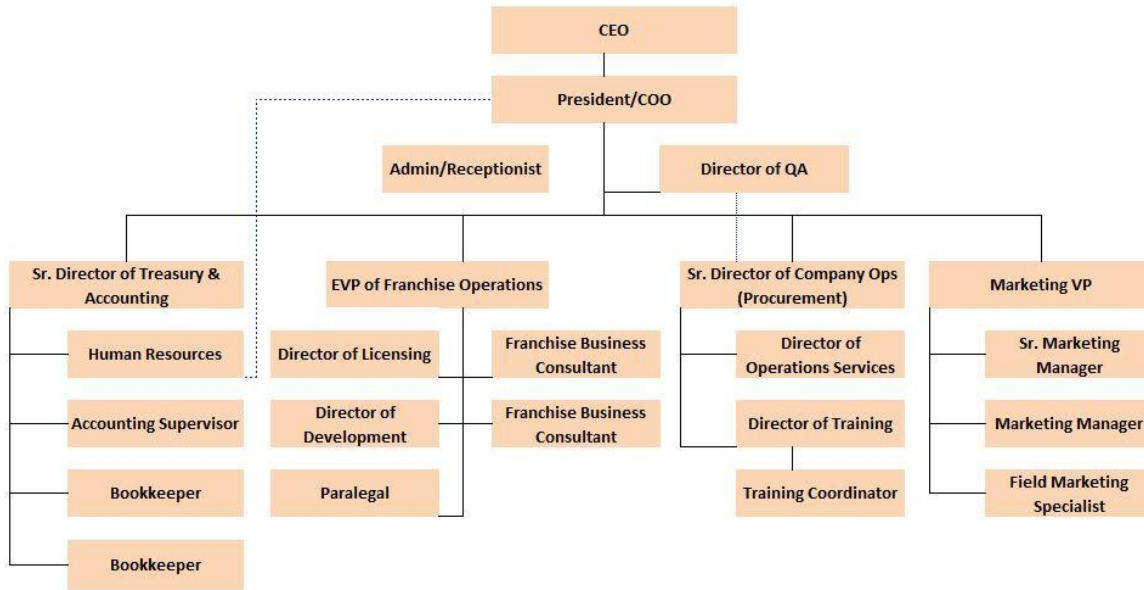 CEO
President/COO
Admin/Receptionist
Director of QA
Sr. Director of Treasury &
Accounting
EVP of Franchise Operations
Sr. Director of Company Ops
(Procurement)
Marketing VP
Human Resources
Director of Licensing
Franchise Business
Consultant
Director of
Operations Services
Sr. Marketing
Manager
Accounting Supervisor
Director of
Development
Franchise Business
Consultant
Director of Training
Marketing Manager
Bookkeeper
Paralegal
Training Coordinator
Field Marketing
Specialist
Bookkeeper